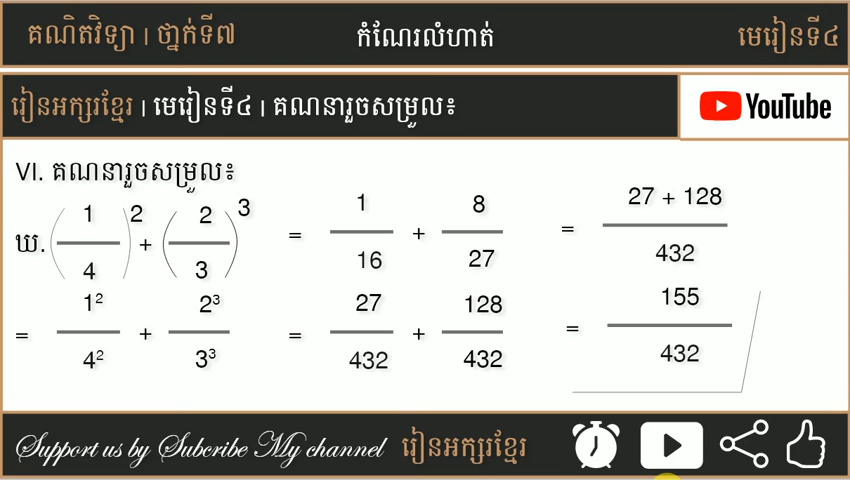 គណិតវិទ្យា | ថ្នាក់ទី៧
កំណែរលំហាត់
មេរៀនទី៤
រៀនអក្សរខ្មែរ | មេរៀនទី៤ | គណនារួចសម្រួល៖
YouTube
VI. គណនារួចសម្រួល៖
ឃ. (1/4)² + (2/3)³
= 1²/4² + 2³/3³
= 1/16 + 8/27
= 27/432 + 128/432
= 27 + 128/432
= 155/432
Support us by Subcribe My channel រៀនអក្សរខ្មែរ